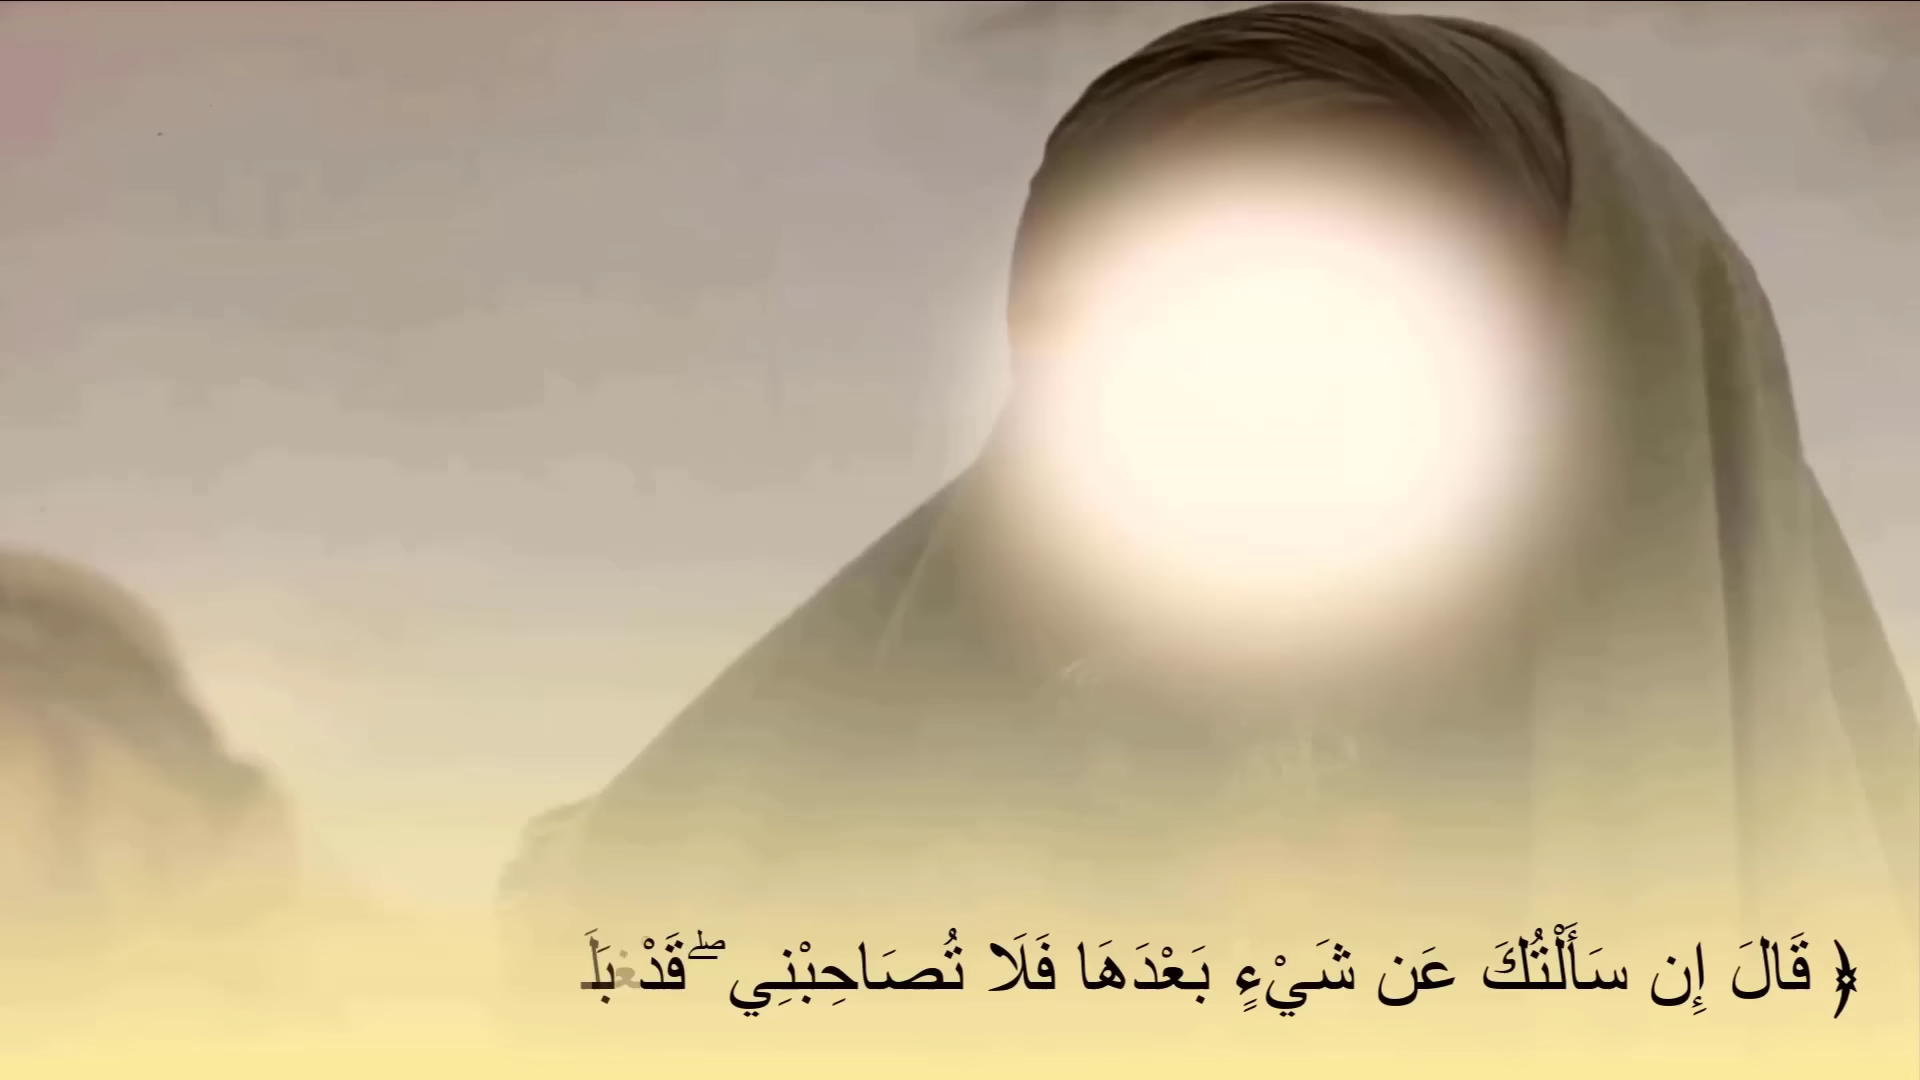 ﴿ قَالَ إِن سَأَلْتُكَ عَن شَيْءٍ بَعْدَهَا فَلَا تُصَاحِبْنِي ۖ قَدْ